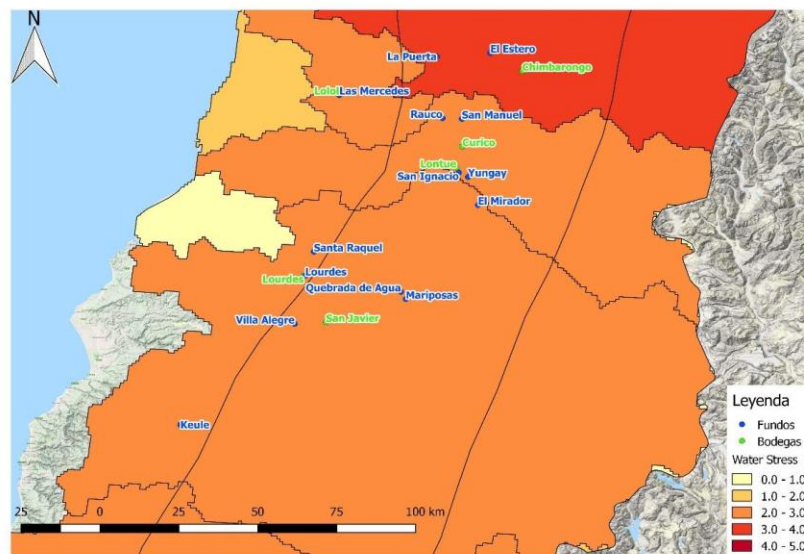 N
La Puerta
El Estero
Chimbarongo
Lolol
Las Mercedes
Rauco
San Manuel
Curico
Lontue
San Ignacio
Yungay
El Mirador
Santa Raquel
Lourdes
Lourdes
Quebrada de Agua
Mariposas
Villa Alegre
San Javier
Keule
Leyenda
Fundos
Bodegas
Water Stress
0.0 - 1.0
1.0 - 2.0
2.0 - 3.0
3.0 - 4.0
4.0 - 5.0
25 0 25 50 75 100 km